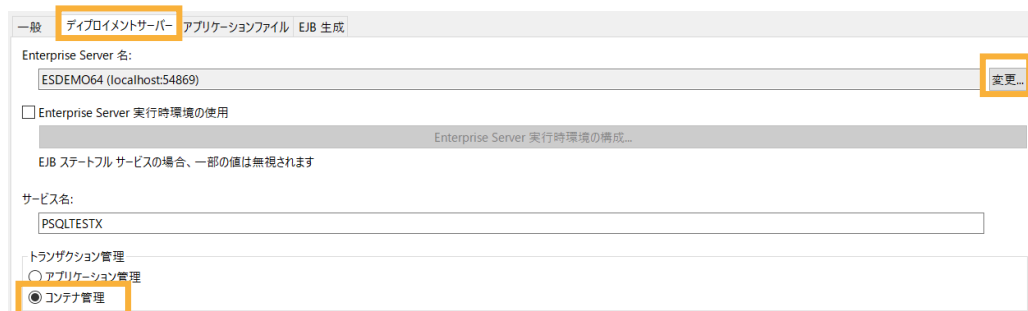 一般 ディプロイメントサーバー アプリケーションファイル EJB 生成
Enterprise Server 名:
ESDEMO64 (localhost:54869)
変更...
Enterprise Server 実行時環境の使用
Enterprise Server 実行時環境の構成...
EJB ステートフル サービスの場合、一部の値は無視されます
サービス名:
PSQLTESTX
トランザクション管理
アプリケーション管理
コンテナ管理